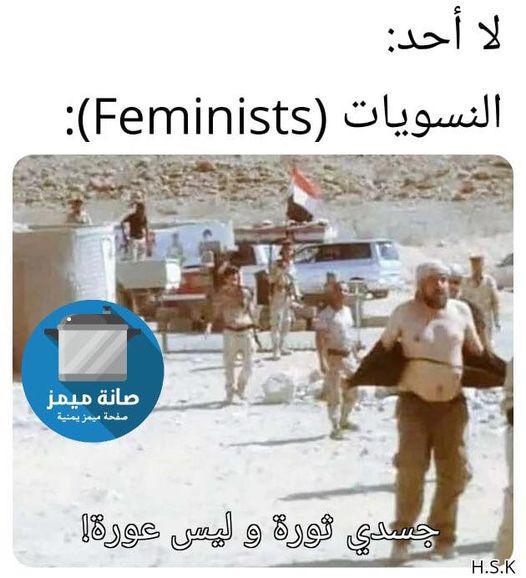 لا أحد:
النسويات (Feminists):
صانة ميمز
صفحة ميمز يمنية
جسدي ثورة و ليس عورة!
H.S.K